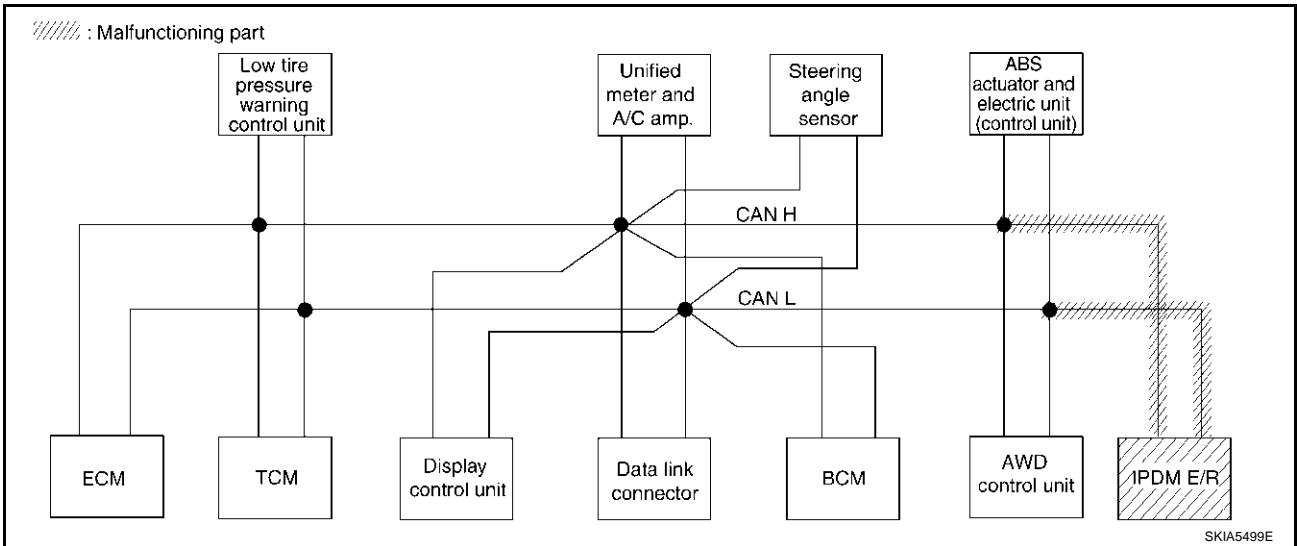 : Malfunctioning part
Low tire
pressure
warning
control unit
Unified
meter and
A/C amp.
Steering
angle
sensor
ABS
actuator and
electric unit
(control unit)
CAN H
CAN L
ECM
TCM
Display
control unit
Data link
connector
BCM
AWD
control unit
IPDM E/R
SKIA5499E